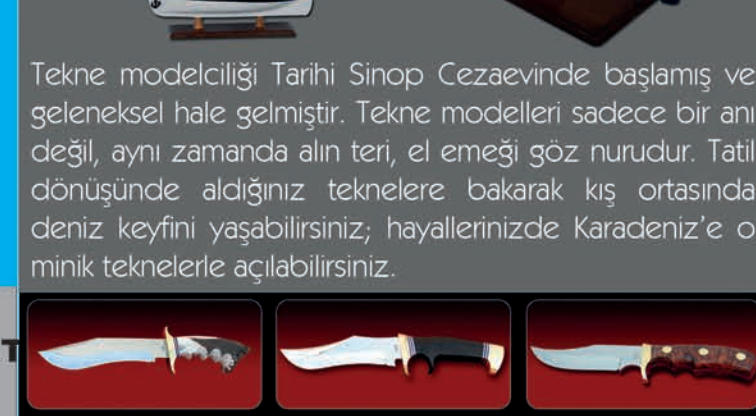 Tekne modelciliği Tarihi Sinop Cezaevinde başlamış ve
geleneksel hale gelmiştir. Tekne modelleri sadece bir anı
değil, aynı zamanda alın teri, el emeği göz nurudur. Tatil
dönüşünde aldığınız teknelere bakarak kış ortasında
deniz keyfini yaşabilirsiniz; hayallerinizde Karadeniz’e o
minik teknelerle açılabilirsiniz.
T